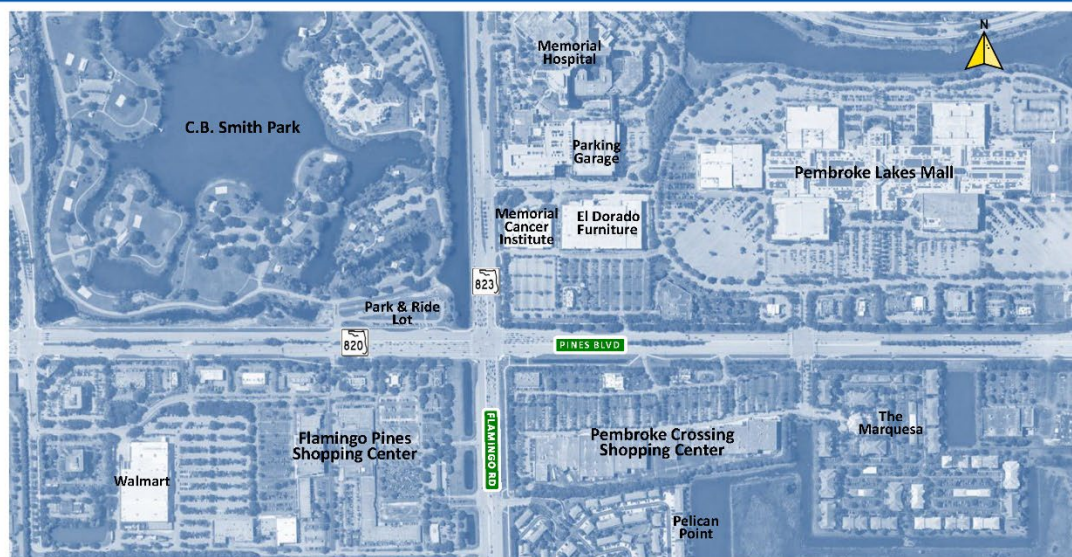 N
Memorial
Hospital
C.B. Smith Park
Parking
Garage
Pembroke Lakes Mall
Memorial
Cancer
Institute
El Dorado
Furniture
823
Park & Ride
Lot
820
PINES BLVD
FLAMINGO RD
Flamingo Pines
Shopping Center
Pembroke Crossing
Shopping Center
The
Marquesa
Walmart
Pelican
Point